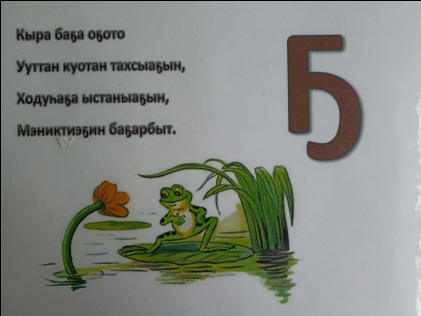 Кыра баҕа оҕото
Ууттан куотан тахсыаҕын,
Ходуһаҕа ыстаныаҕын,
Мэниктиэҕин баҕарбыт.
Ҕ